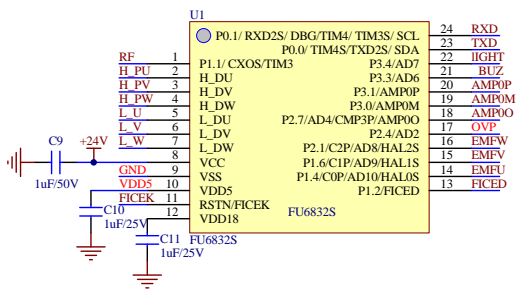 U1
P0.1/ RXD2S/ DBG/TIM4/ TIM3S/ SCL 24 RXD
P0.0/ TIM4S/TXD2S/ SDA 23 TXD
RF 1 P1.1/ CXOS/TIM3 P3.4/AD7 22 lIGHT
H_PU 2 H_DU P3.3/AD6 21 BUZ
H_PV 3 H_DV P3.1/AMP0P 20 AMP0P
H_PW 4 H_DW P3.0/AMP0M 19 AMP0M
L_U 5 L_DU P2.7/AD4/CMP3P/AMP0O 18 AMP0O
L_V 6 L_DV P2.4/AD2 17 OVP
L_W 7 L_DW P2.1/C2P/AD8/HAL2S 16 EMFW
C9 +24V 8 VCC P1.6/C1P/AD9/HAL1S 15 EMFV
1uF/50V GND 9 VSS P1.4/C0P/AD10/HAL0S 14 EMFU
VDD5 10 VDD5 P1.2/FICED 13 FICED
FICEK 11 RSTN/FICEK
C10 12 VDD18 FU6832S
1uF/25V
C11 FU6832S
1uF/25V